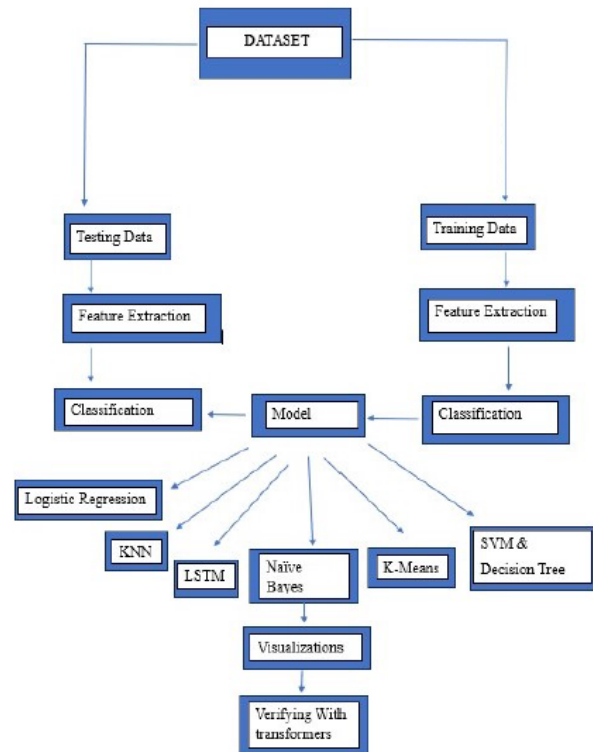 DATASET
Testing Data
Training Data
Feature Extraction
Feature Extraction
Classification
Model
Classification
Logistic Regression
KNN
LSTM
Naïve
Bayes
K-Means
SVM &
Decision Tree
Visualizations
Verifying With
transformers